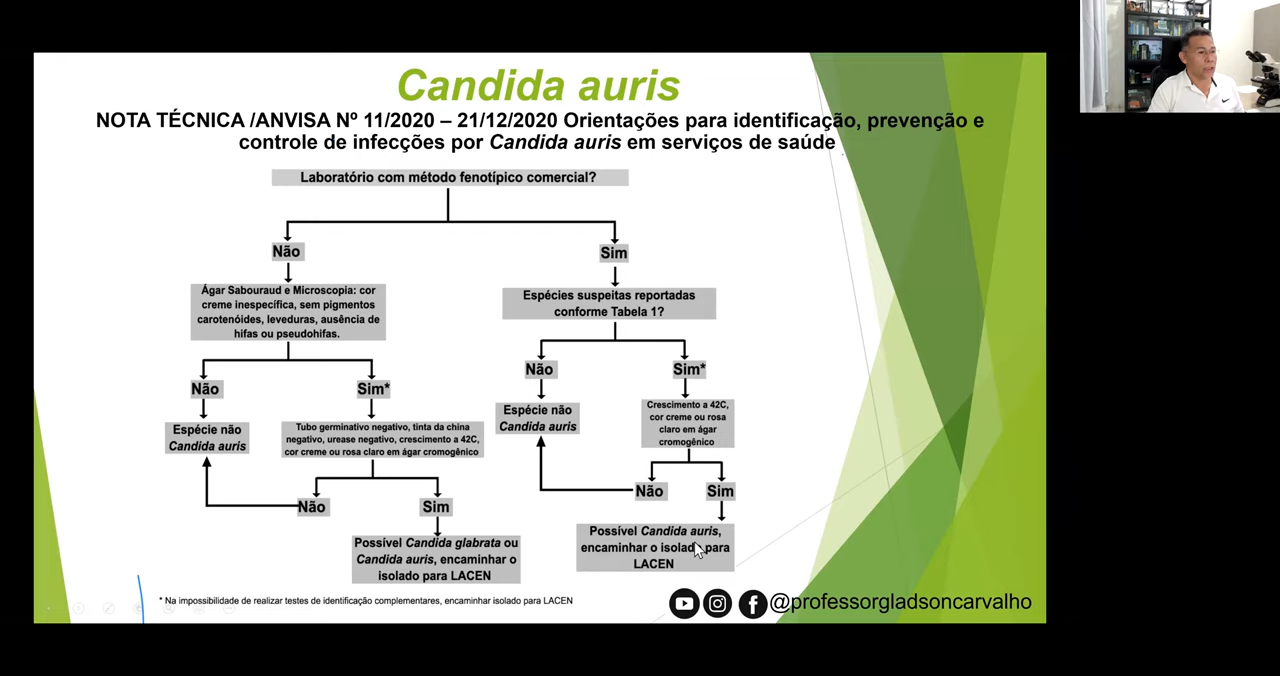 Candida auris
NOTA TÉCNICA /ANVISA Nº 11/2020 – 21/12/2020 Orientações para identificação, prevenção e
controle de infecções por Candida auris em serviços de saúde
Laboratório com método fenotípico comercial?
Não
Sim
Ágar Sabouraud e Microscopia: cor
creme inespecífica, sem pigmentos
carotenóides, leveduras, ausência de
hifas ou pseudohifas.
Espécies suspeitas reportadas
conforme Tabela 1?
Não
Sim*
Não
Sim*
Espécie não
Candida auris
Tubo germinativo negativo, tinta da china
negativo, urease negativo, crescimento a 42C,
cor creme ou rosa claro em ágar cromogênico
Espécie não
Candida auris
Crescimento a 42C,
cor creme ou rosa
claro em ágar
cromogênico
Não
Sim
Não
Sim
Possível Candida glabrata ou
Candida auris, encaminhar o
isolado para LACEN
Possível Candida auris,
encaminhar o isolado para
LACEN
* Na impossibilidade de realizar testes de identificação complementares, encaminhar isolado para LACEN
@professorgladsoncarvalho